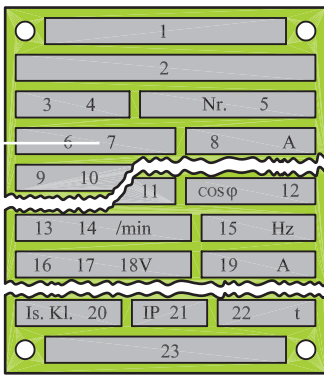 1
2
3 4 Nr. 5
6 7 8 A
9 10
11 cosφ 12
13 14 /min 15 Hz
16 17 18V 19 A
Is. Kl. 20 IP 21 22 t
23